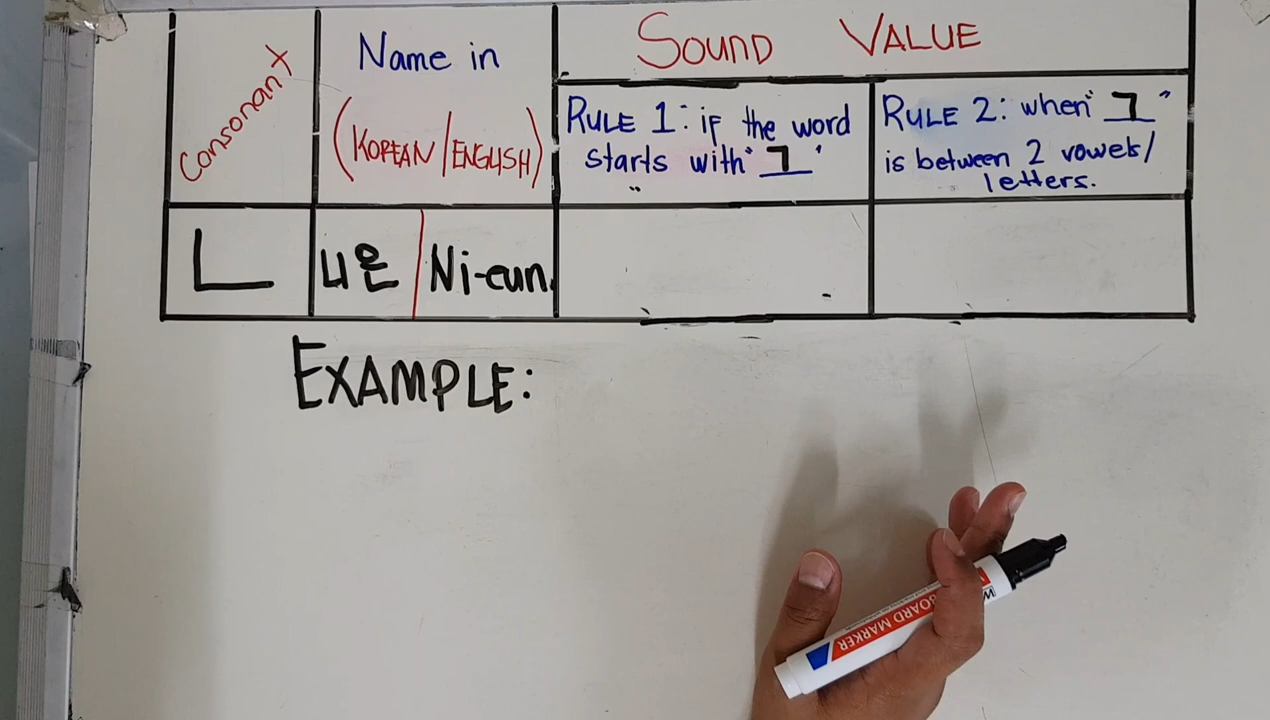 Consonant
Name in
(KOREAN/ENGLISH)
SOUND VALUE
RULE 1: if the word
starts with "ㄱ"
RULE 2: when "ㄱ"
is between 2 vowels/
letters.
ㄴ
니은 / Ni-eun.
EXAMPLE:
BOARD MARKER